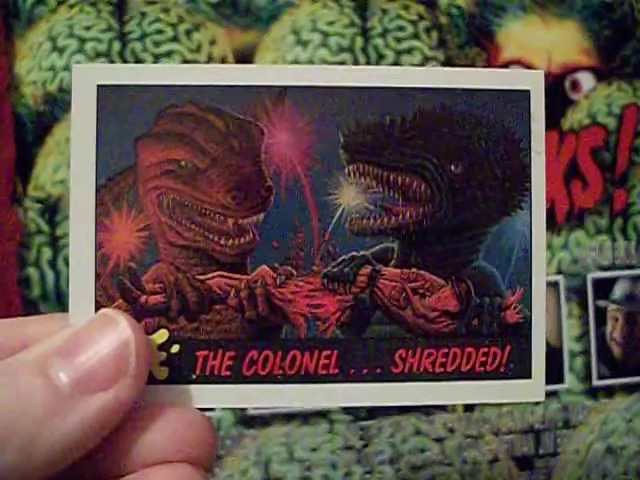 THE COLONEL . . . SHREDDED!
KS!